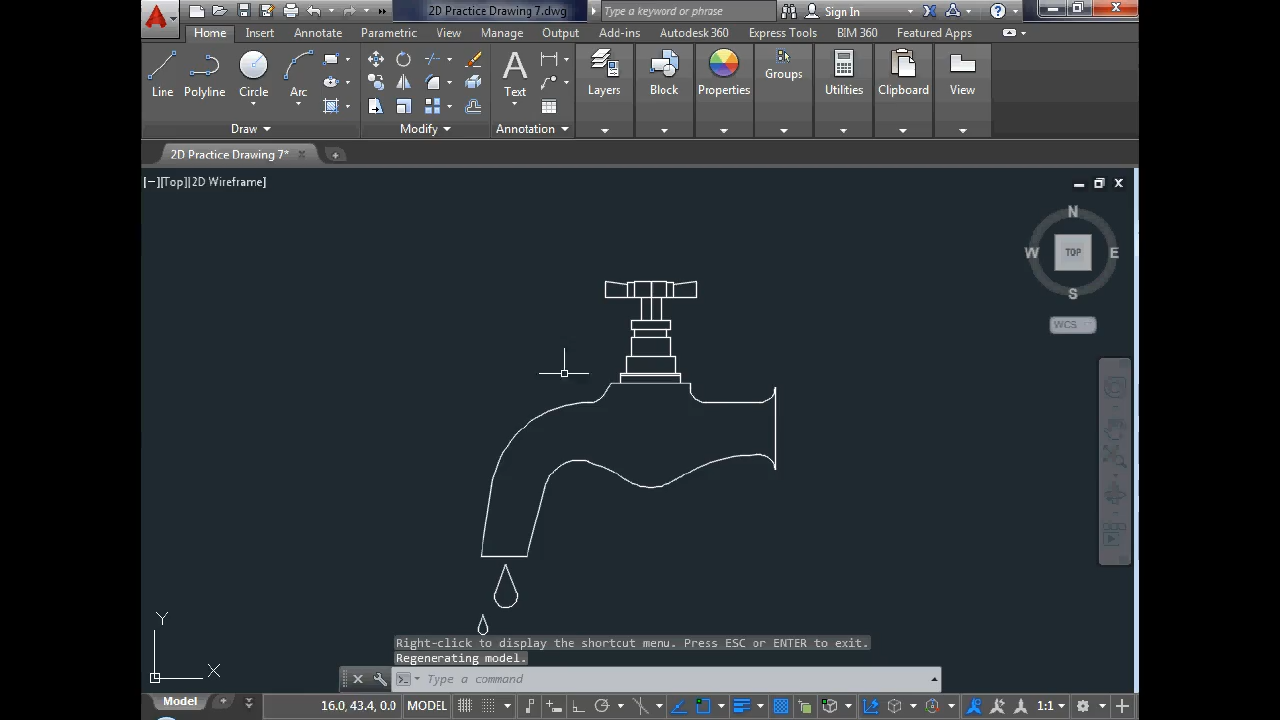 2D Practice Drawing 7.dwg
Type a keyword or phrase
Sign In
Home Insert Annotate Parametric View Manage Output Add-ins Autodesk 360 Express Tools BIM 360 Featured Apps
Line Polyline Circle Arc Text Layers Block Properties Groups Utilities Clipboard View
Draw Modify Annotation
2D Practice Drawing 7*
[−][Top][2D Wireframe]
N
W TOP E
S
WCS
Y
X
Right-click to display the shortcut menu. Press ESC or ENTER to exit.
Regenerating model.
Type a command
Model 16.0, 43.4, 0.0 MODEL 1:1